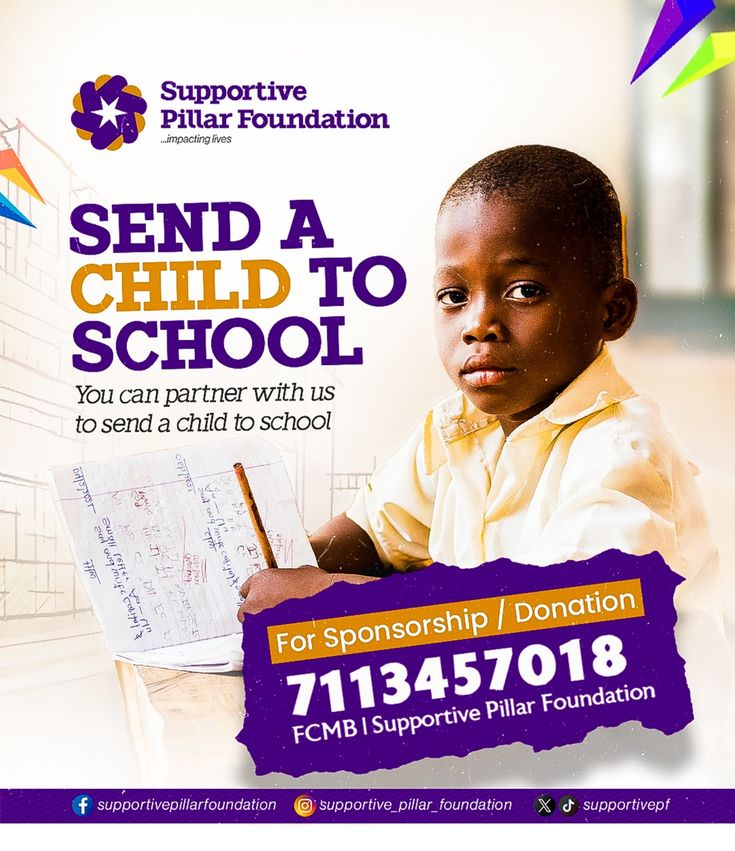 Supportive
Pillar Foundation
...impacting lives
SEND A
CHILD TO
SCHOOL
You can partner with us
to send a child to school
For Sponsorship / Donation
7113457018
FCMB | Supportive Pillar Foundation
supportivepillarfoundation supportive_pillar_foundation supportivepf